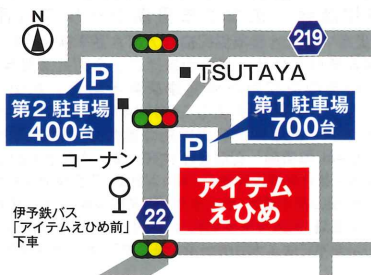 N
219
P
TSUTAYA
第2駐車場
400台
第1駐車場
700台
P
コーナン
アイテム
えひめ
伊予鉄バス
「アイテムえひめ前」
下車
22